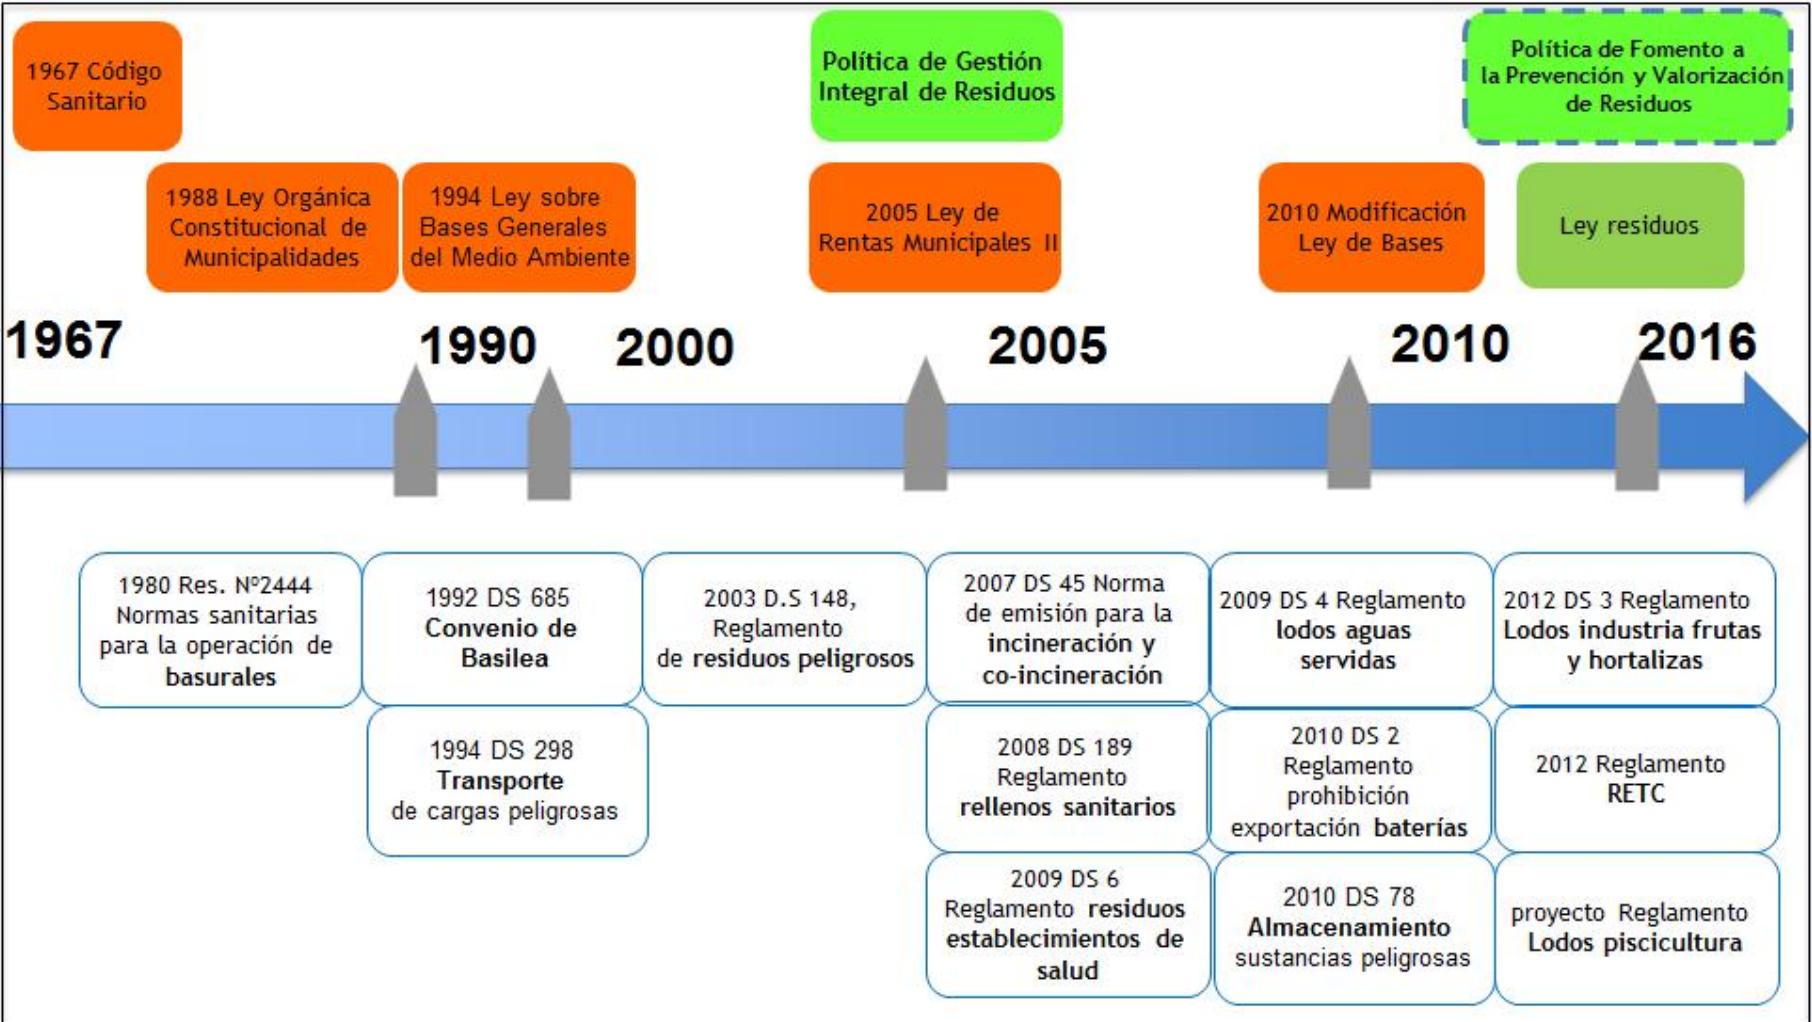 1967 Código
Sanitario
Política de Gestión
Integral de Residuos
Política de Fomento a
la Prevención y Valorización
de Residuos
1988 Ley Orgánica
Constitucional de
Municipalidades
1994 Ley sobre
Bases Generales
del Medio Ambiente
2005 Ley de
Rentas Municipales II
2010 Modificación
Ley de Bases
Ley residuos
1967
1990
2000
2005
2010
2016
1980 Res. Nº2444
Normas sanitarias
para la operación de
basurales
1992 DS 685
Convenio de
Basilea
2003 D.S 148,
Reglamento
de residuos peligrosos
2007 DS 45 Norma
de emisión para la
incineración y
co-incineración
2009 DS 4 Reglamento
lodos aguas
servidas
2012 DS 3 Reglamento
Lodos industria frutas
y hortalizas
1994 DS 298
Transporte
de cargas peligrosas
2008 DS 189
Reglamento
rellenos sanitarios
2010 DS 2
Reglamento
prohibición
exportación baterías
2012 Reglamento
RETC
2009 DS 6
Reglamento residuos
establecimientos de
salud
2010 DS 78
Almacenamiento
sustancias peligrosas
proyecto Reglamento
Lodos piscicultura